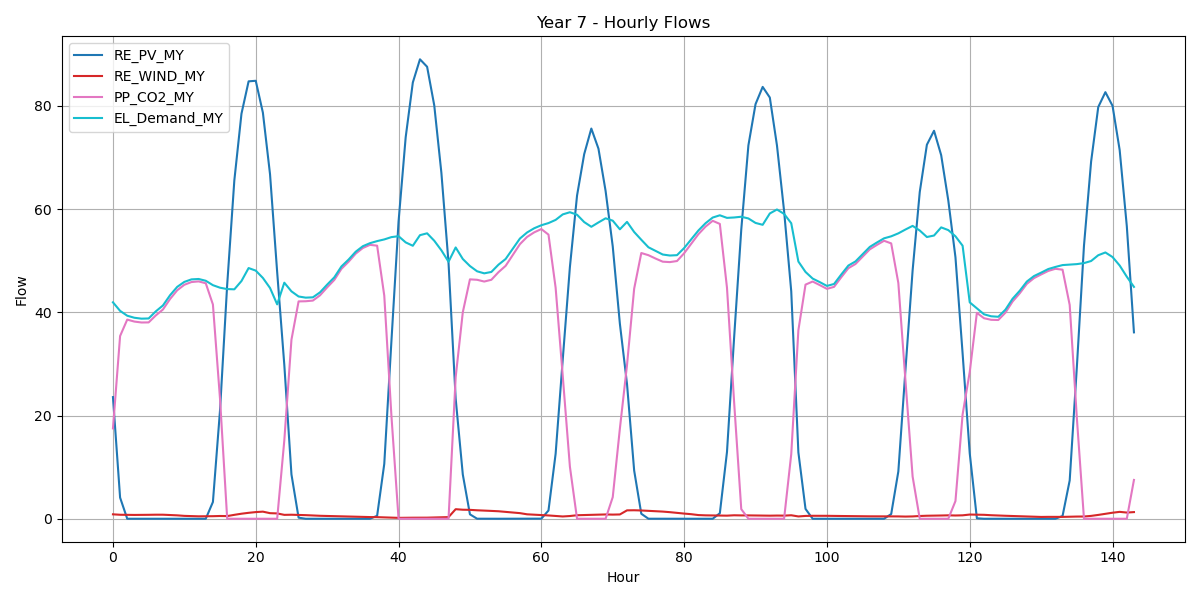 Year 7 - Hourly Flows
RE_PV_MY
RE_WIND_MY
PP_CO2_MY
EL_Demand_MY
Flow
80
60
40
20
0
0 20 40 60 80 100 120 140
Hour